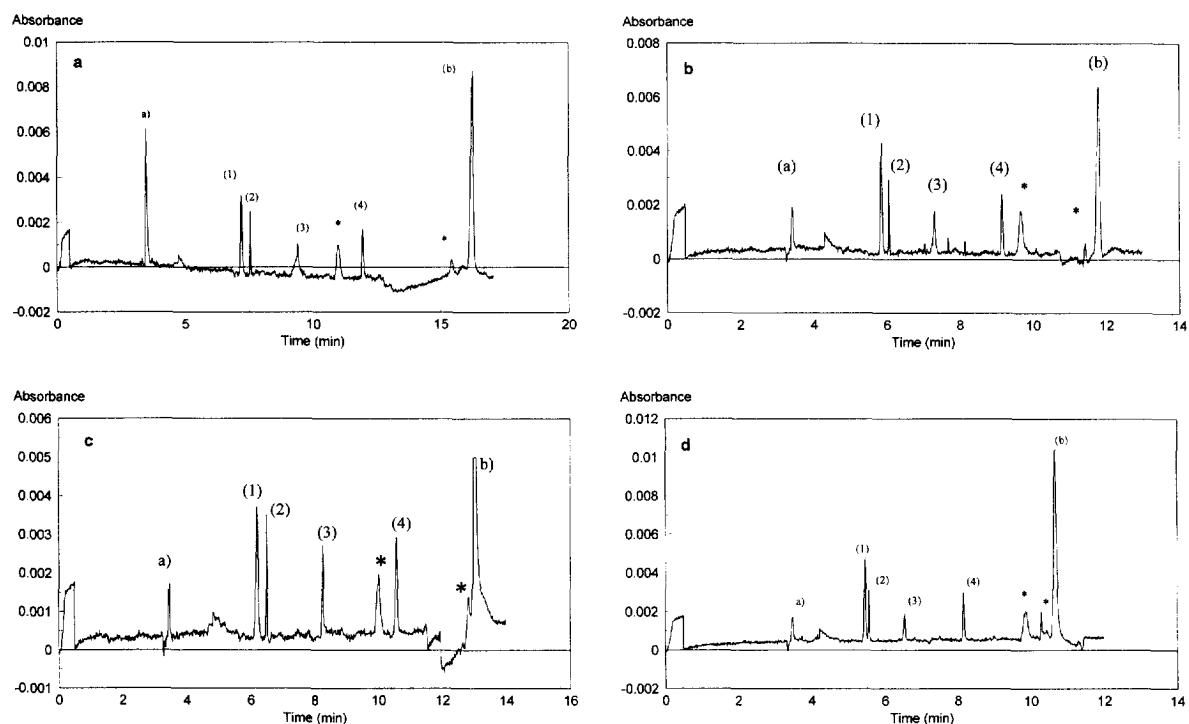 Absorbance
0.01
a
(b)
0.008
a)
0.006
0.004
(1)
(2)
(3)
*
(4)
*
0.002
0
-0.002
0 5 10 15 20
Time (min)
Absorbance
0.008
b
(b)
0.006
(1)
0.004
(a)
(2)
(3)
(4)
*
*
0.002
0
-0.002
0 2 4 6 8 10 12 14
Time (min)
Absorbance
0.006
c
0.005
b)
(1)
0.004
(2)
(3)
(4)
0.003
a)
*
0.002
*
0.001
0
-0.001
0 2 4 6 8 10 12 14 16
Time (min)
Absorbance
0.012
d
(b)
0.01
0.008
0.006
(1)
0.004
(2)
(4)
a)
(3)
*
*
0.002
0
-0.002
0 2 4 6 8 10 12 14
Time (min)